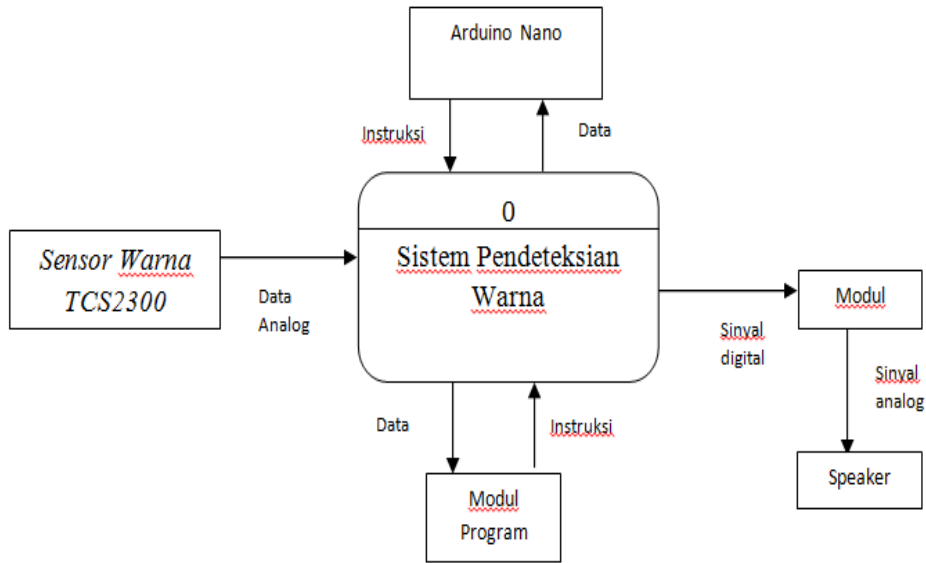 Arduino Nano
Instruksi
Data
0
Sistem Pendeteksian
Warna
Sensor Warna
TCS2300
Data
Analog
Modul
Sinyal
digital
Sinyal
analog
Data
Instruksi
Speaker
Modul
Program